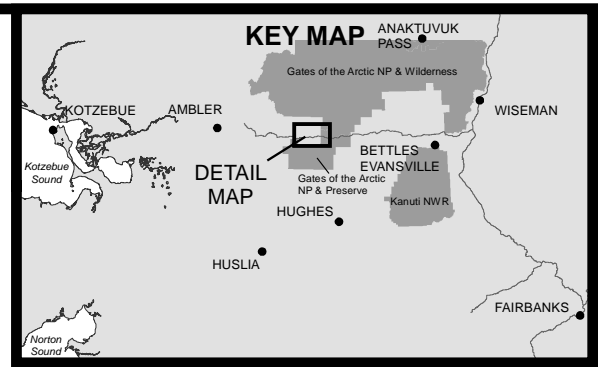 KEY MAP
ANAKTUVUK
PASS
Gates of the Arctic NP & Wilderness
KOTZEBUE
AMBLER
WISEMAN
Kotzebue
Sound
DETAIL
MAP
BETTLES
EVANSVILLE
Gates of the Arctic
NP & Preserve
Kanuti NWR
HUGHES
HUSLIA
FAIRBANKS
Norton
Sound